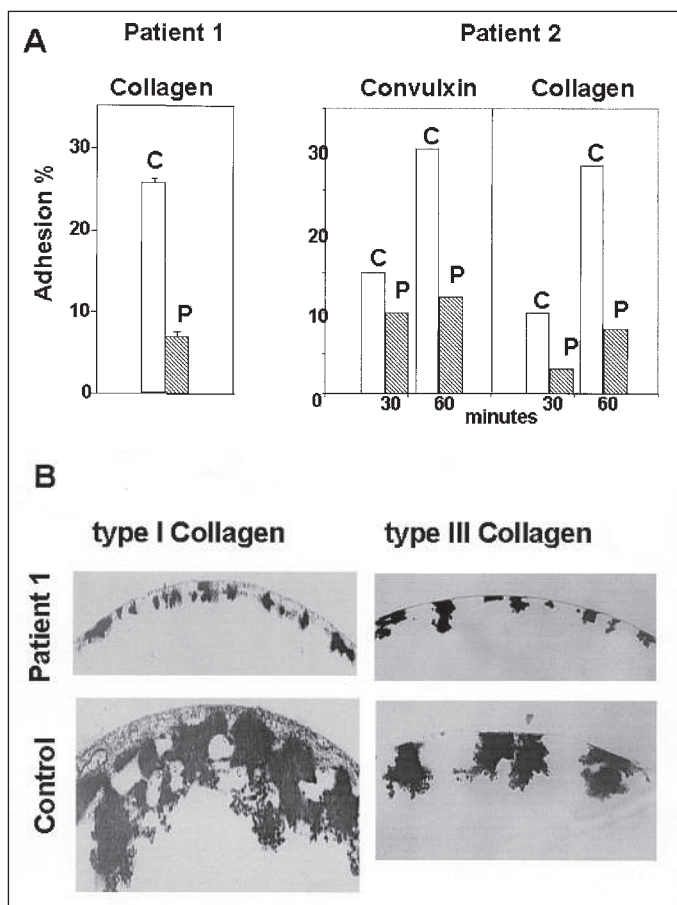 A
Patient 1
Patient 2
Collagen
Convulxin
Collagen
Adhesion %
30
20
10
0
C
P
30
20
10
0
C
P
C
P
C
P
C
P
30
60
30
60
minutes
B
type I Collagen
type III Collagen
Patient 1
Control